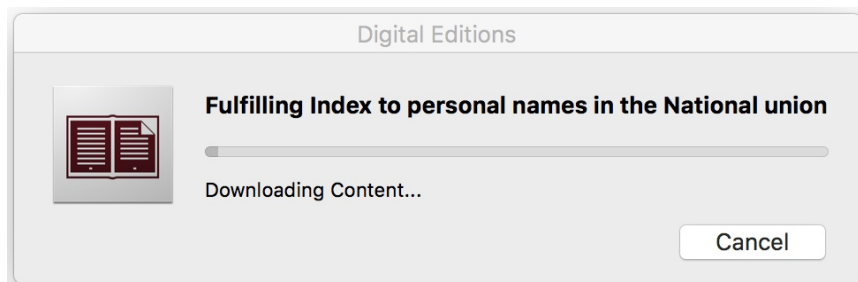 Digital Editions
Fulfilling Index to personal names in the National union
Downloading Content...
Cancel